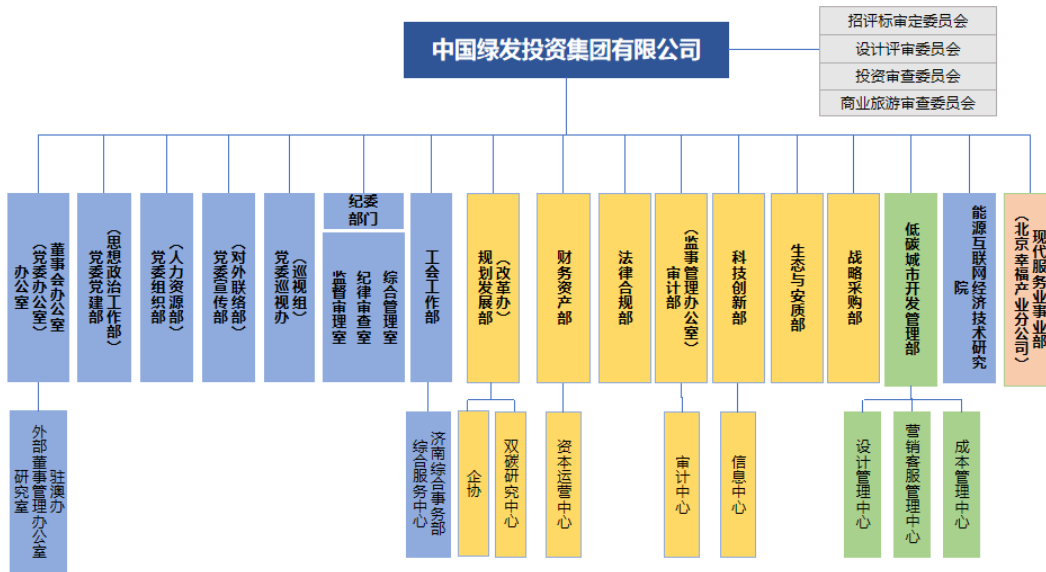 中国绿发投资集团有限公司
招评标审定委员会
设计评审委员会
投资审查委员会
商业旅游审查委员会
董事会办公室
（党委办公室）
办公室
（思想政治工作部）
党委党建部
（人力资源部）
党委组织部
（对外联络部）
党委宣传部
（巡视组）
党委巡视办
纪委
部门
综合管理室
纪律审查室
监督审理室
工会工作部
（改革办）
规划发展部
财务资产部
法律合规部
（监事管理办公室）
审计部
科技创新部
生态与安质部
战略采购部
低碳城市开发管理部
能源互联网经济技术研究
院
现代服务业事业部
（北京幸福产业分公司）
驻澳办
外部董事管理办公室
研究室
济南综合事务部
综合服务中心
企协
双碳研究中心
资本运营中心
审计中心
信息中心
设计管理中心
营销客服管理中心
成本管理中心